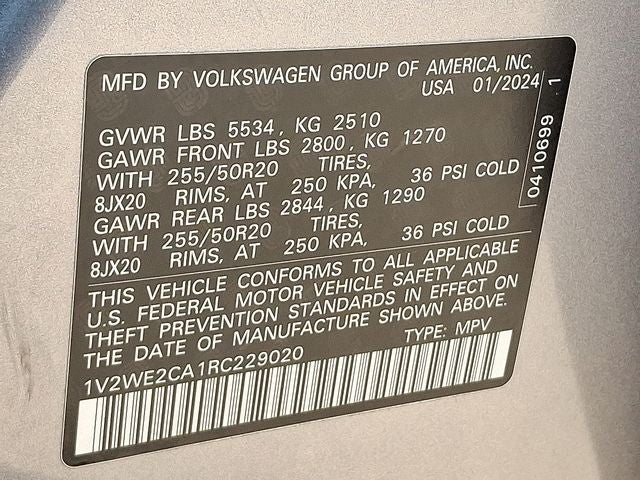 MFD BY VOLKSWAGEN GROUP OF AMERICA, INC.
USA 01/2024
GVWR LBS 5534, KG 2510
GAWR FRONT LBS 2800, KG 1270
WITH 255/50R20 TIRES,
8JX20 RIMS, AT 250 KPA, 36 PSI COLD
GAWR REAR LBS 2844, KG 1290
WITH 255/50R20 TIRES,
8JX20 RIMS, AT 250 KPA, 36 PSI COLD
THIS VEHICLE CONFORMS TO ALL APPLICABLE
U.S. FEDERAL MOTOR VEHICLE SAFETY AND
THEFT PREVENTION STANDARDS IN EFFECT ON
THE DATE OF MANUFACTURE SHOWN ABOVE.
1V2WE2CA1RC229020 TYPE: MPV
0410699 1